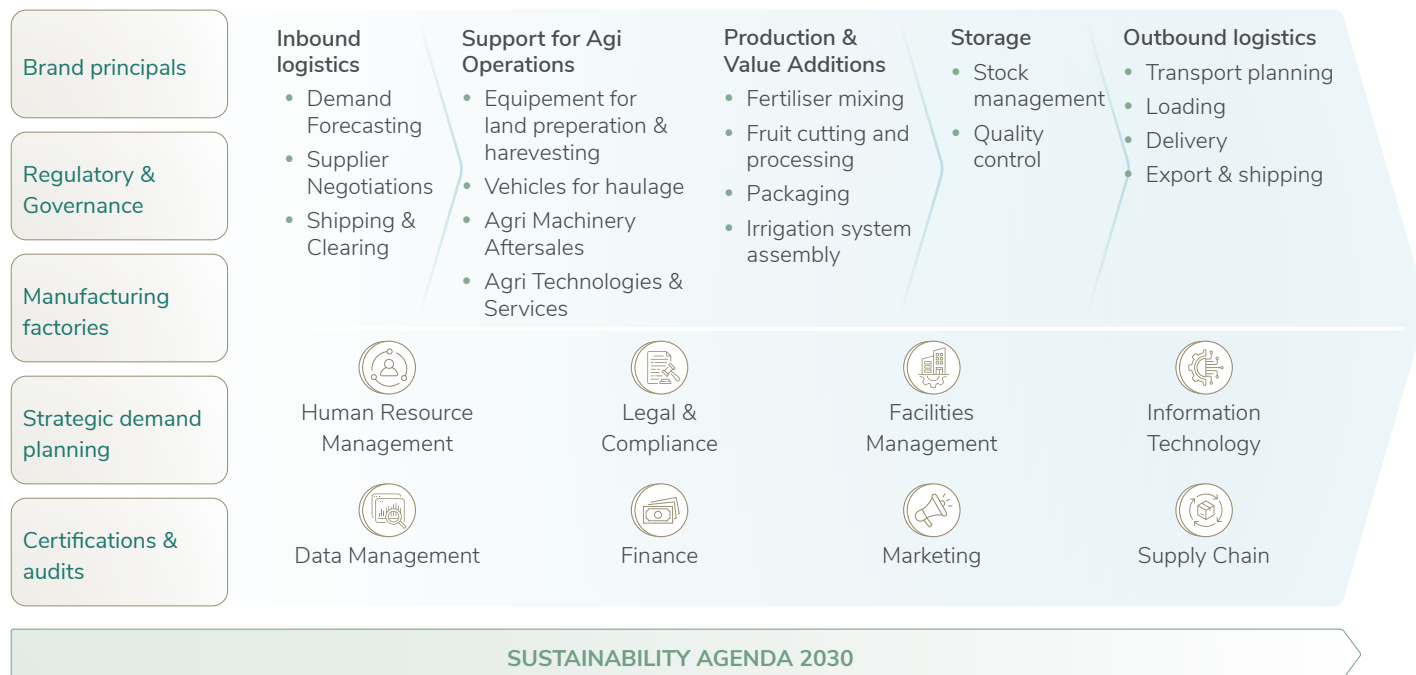 Brand principals
Regulatory &
Governance
Manufacturing
factories
Strategic demand
planning
Certifications &
audits
Inbound
logistics
• Demand
Forecasting
• Supplier
Negotiations
• Shipping &
Clearing
Support for Agi
Operations
• Equipement for
land preperation &
harevesting
• Vehicles for haulage
• Agri Machinery
Aftersales
• Agri Technologies &
Services
Production &
Value Additions
• Fertiliser mixing
• Fruit cutting and
processing
• Packaging
• Irrigation system
assembly
Storage
• Stock
management
• Quality
control
Outbound logistics
• Transport planning
• Loading
• Delivery
• Export & shipping
Human Resource
Management
Legal &
Compliance
Facilities
Management
Information
Technology
Data Management
Finance
Marketing
Supply Chain
SUSTAINABILITY AGENDA 2030